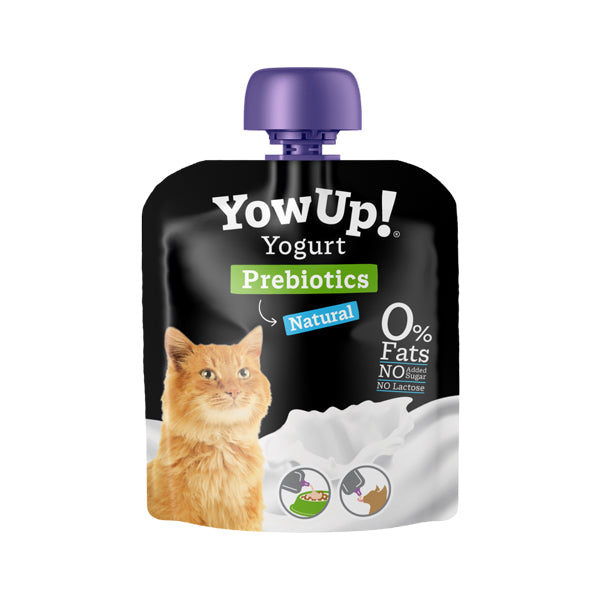 YowUp!®
Yogurt
Prebiotics
Natural
0%
Fats
NO Added Sugar
NO Lactose